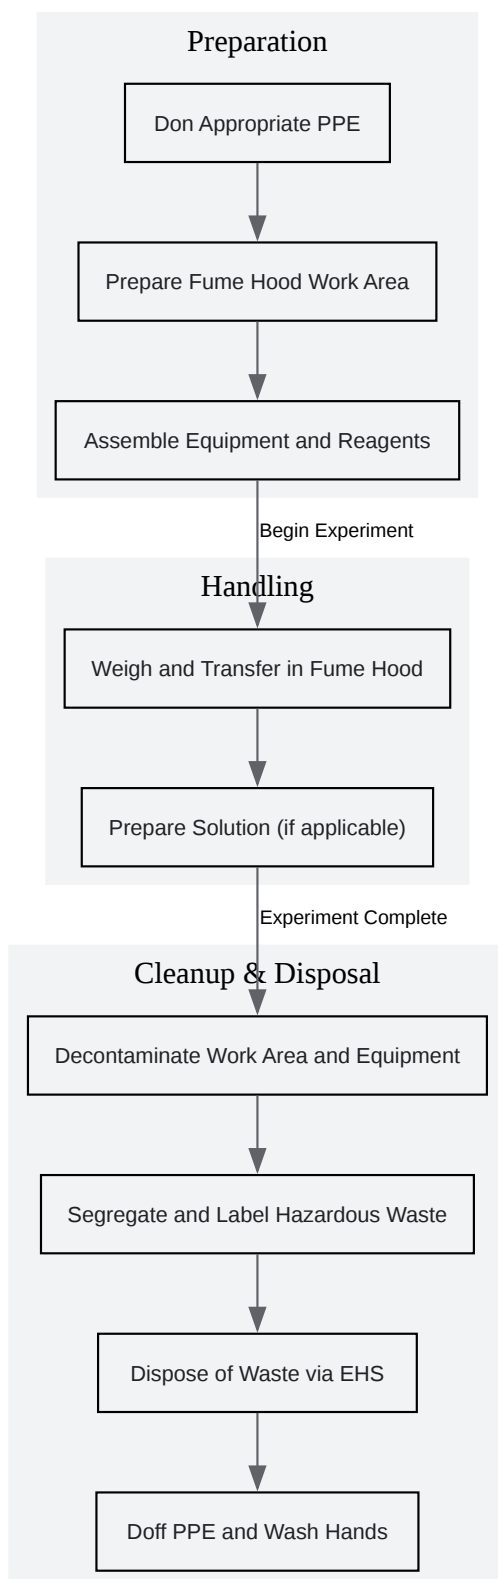 Preparation
Don Appropriate PPE
Prepare Fume Hood Work Area
Assemble Equipment and Reagents
Begin Experiment
Handling
Weigh and Transfer in Fume Hood
Prepare Solution (if applicable)
Experiment Complete
Cleanup & Disposal
Decontaminate Work Area and Equipment
Segregate and Label Hazardous Waste
Dispose of Waste via EHS
Doff PPE and Wash Hands